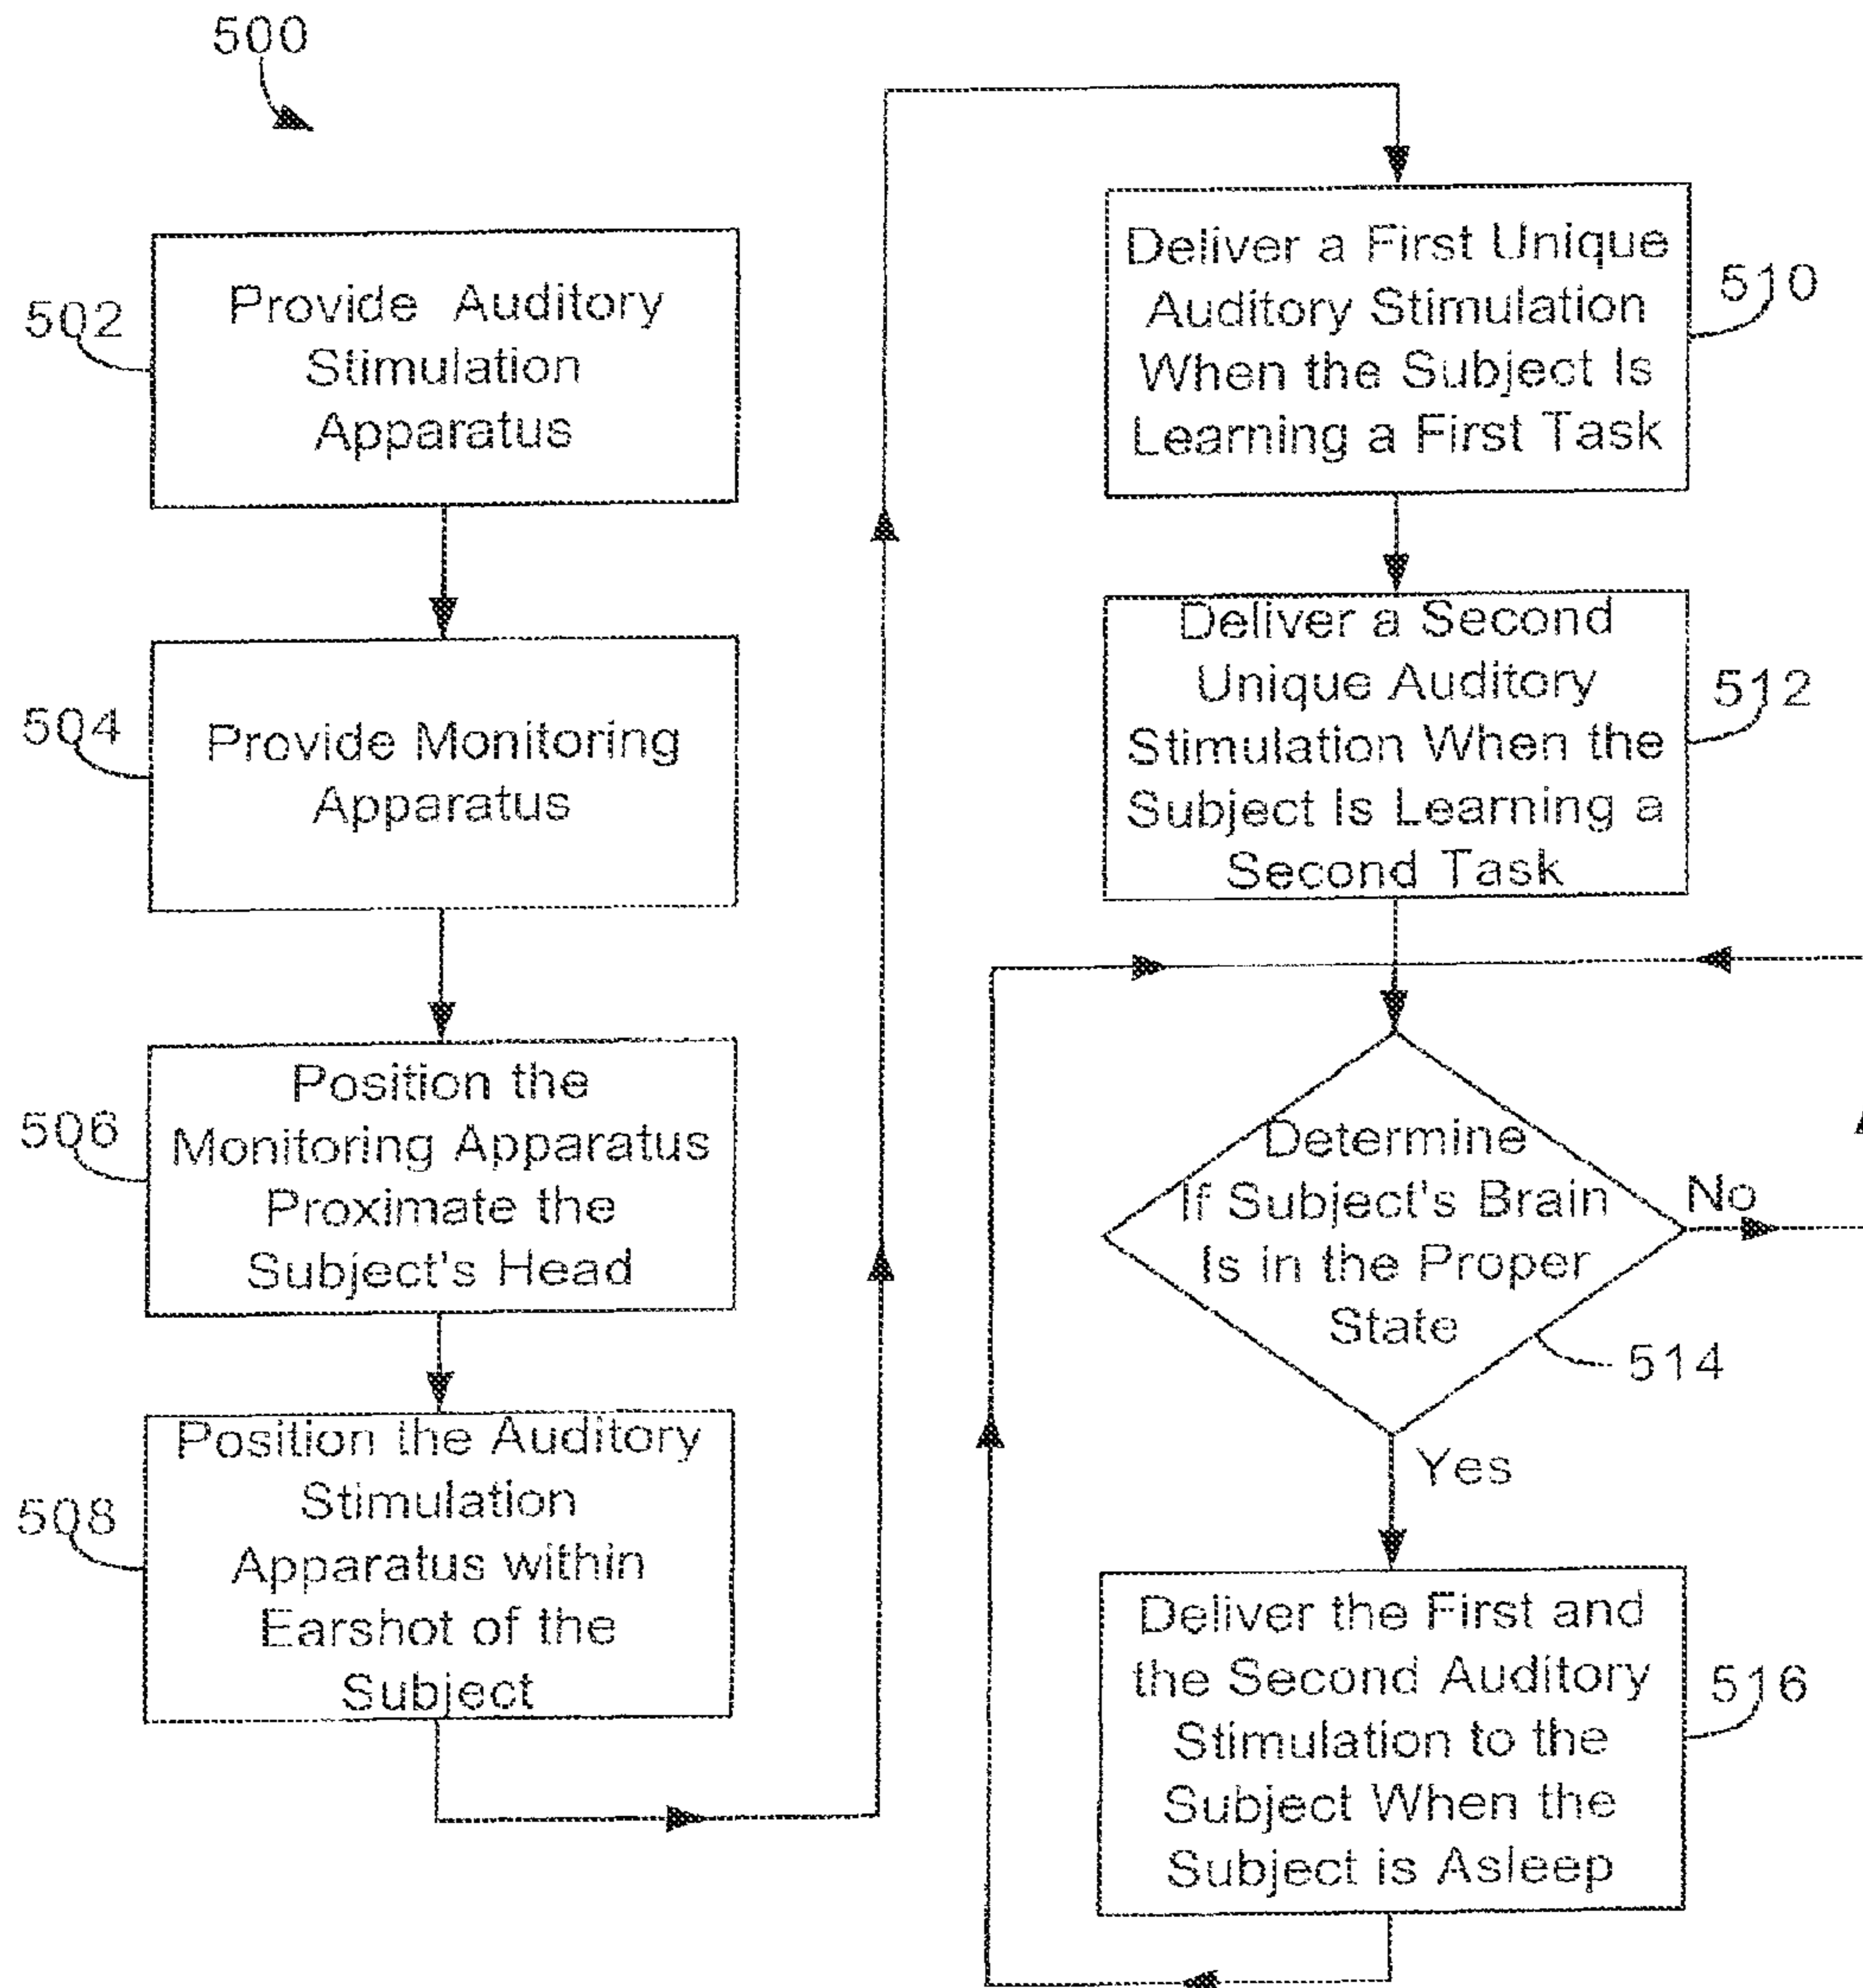 500
502
Provide Auditory
Stimulation
Apparatus
504
Provide Monitoring
Apparatus
506
Position the
Monitoring Apparatus
Proximate the
Subject's Head
508
Position the Auditory
Stimulation
Apparatus within
Earshot of the
Subject
Deliver a First Unique
Auditory Stimulation
When the Subject Is
Learning a First Task
510
Deliver a Second
Unique Auditory
Stimulation When the
Subject Is Learning a
Second Task
512
Determine
If Subject's Brain
Is in the Proper
State
No
514
Yes
Deliver the First and
the Second Auditory
Stimulation to the
Subject When the
Subject is Asleep
516